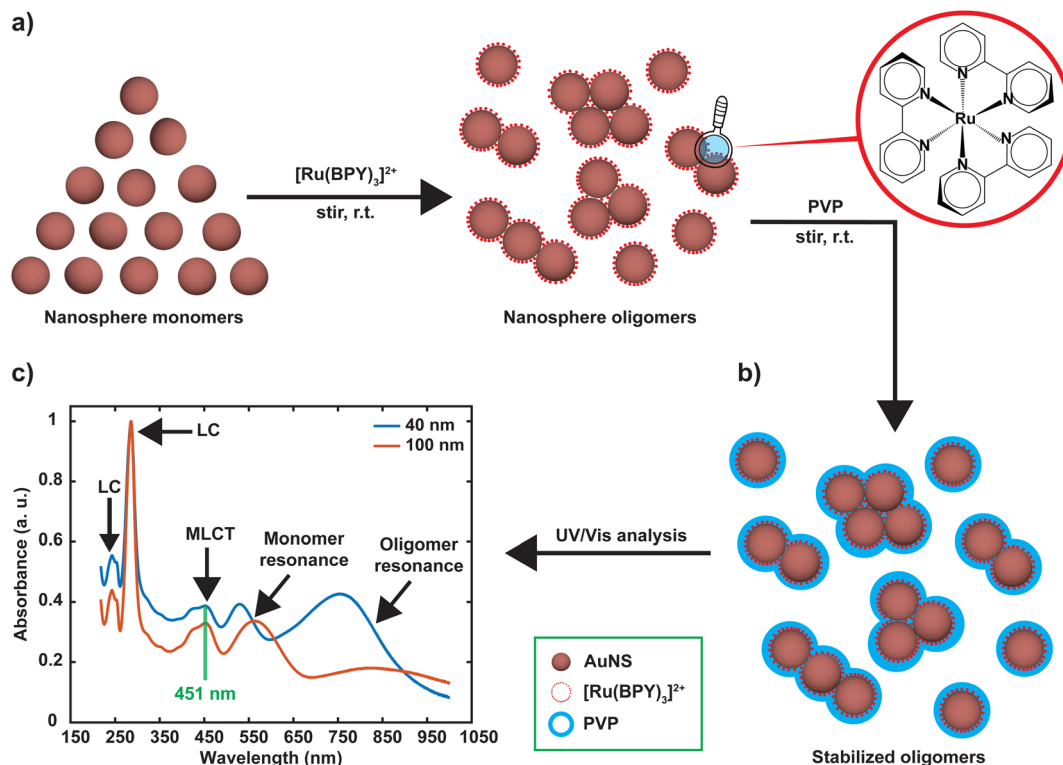 a)
[Ru(BPY)₃]²⁺
stir, r.t.
Nanosphere monomers
Nanosphere oligomers
N
N
N
Ru
N
N
N
PVP
stir, r.t.
b)
Stabilized oligomers
UV/Vis analysis
AuNS
[Ru(BPY)₃]²⁺
PVP
c)
40 nm
100 nm
LC
LC
MLCT
Monomer
resonance
Oligomer
resonance
451 nm
Absorbance (a. u.)
1
0.8
0.6
0.4
0.2
0
150 250 350 450 550 650 750 850 950 1050
Wavelength (nm)